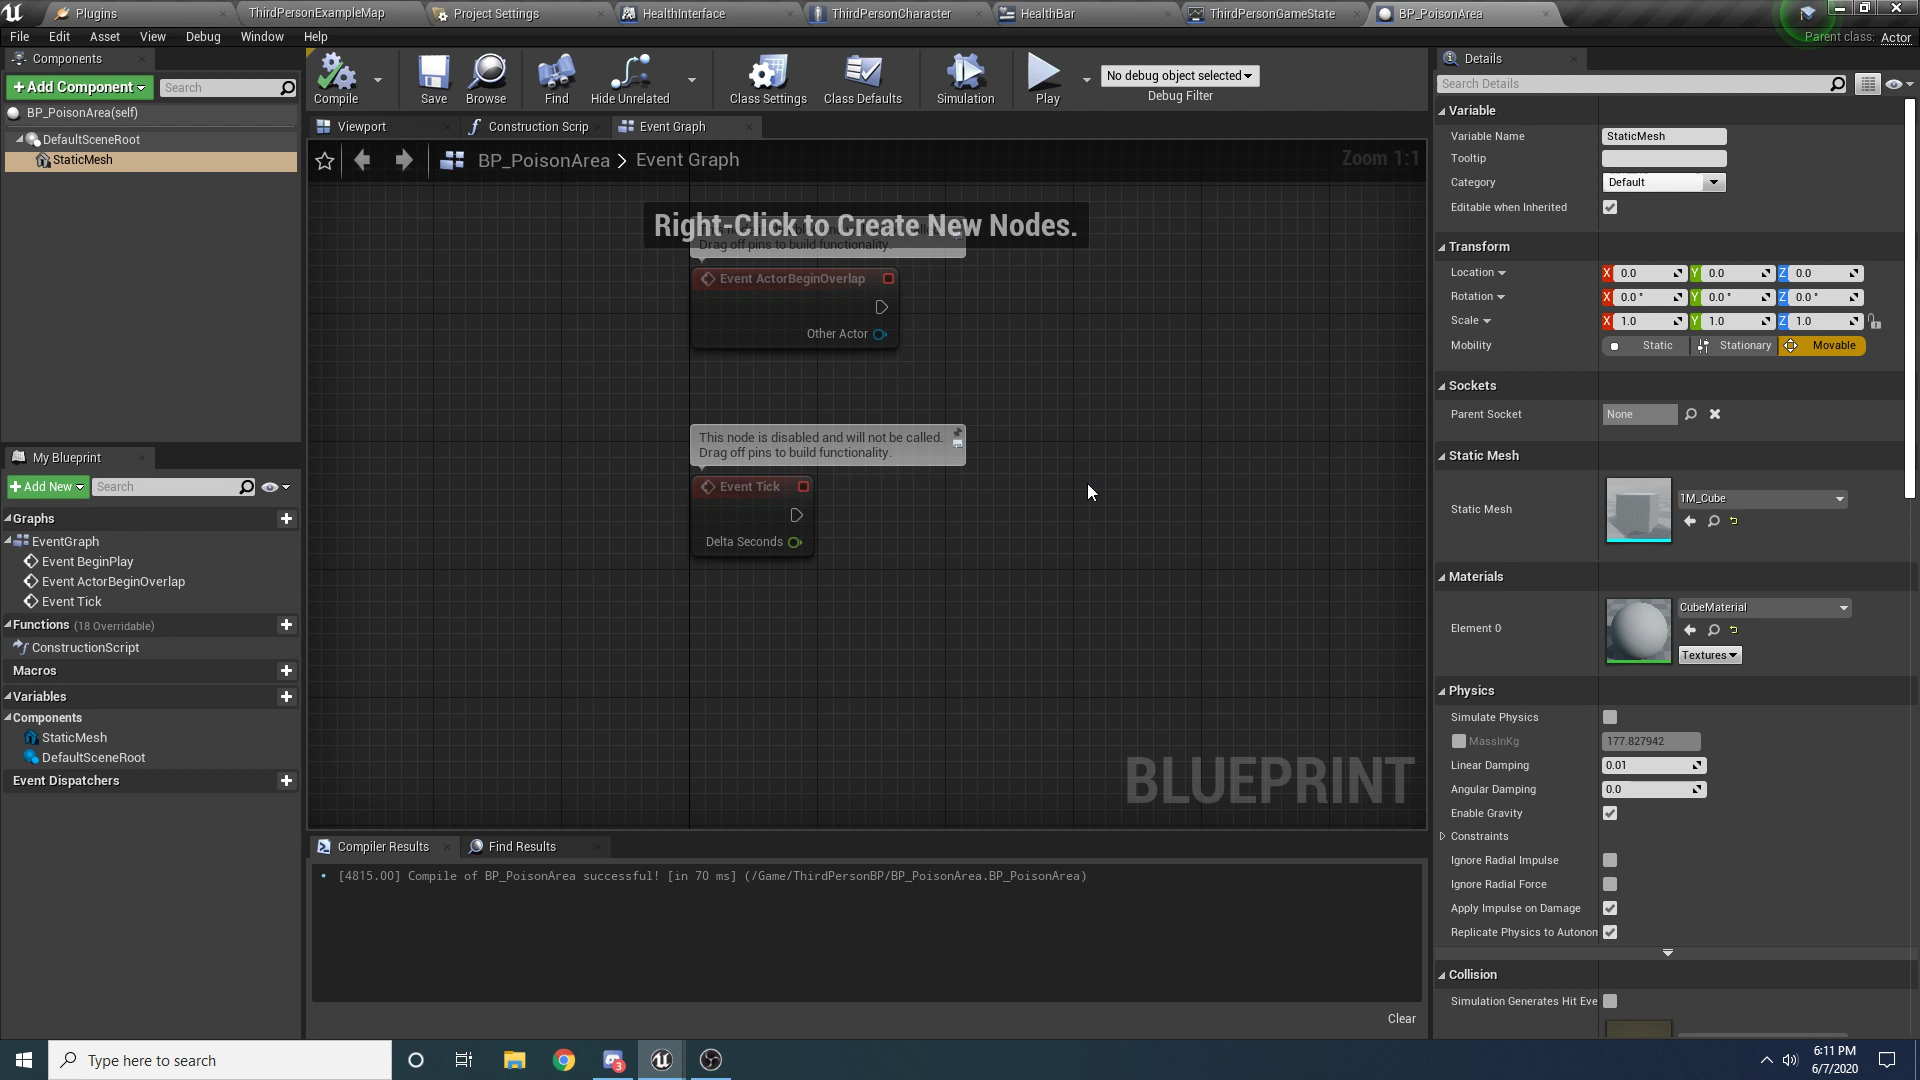 Plugins
ThirdPersonExampleMap
Project Settings
HealthInterface
ThirdPersonCharacter
HealthBar
ThirdPersonGameState
BP_PoisonArea
File Edit Asset View Debug Window Help
Parent class: Actor
Components
+ Add Component
Search
BP_PoisonArea(self)
DefaultSceneRoot
StaticMesh
Compile
Save
Browse
Find
Hide Unrelated
Class Settings
Class Defaults
Simulation
Play
No debug object selected
Debug Filter
Viewport
Construction Scrip
Event Graph
BP_PoisonArea > Event Graph
Zoom 1:1
Right-Click to Create New Nodes.
Drag off pins to build functionality.
Event ActorBeginOverlap
Other Actor
This node is disabled and will not be called.
Drag off pins to build functionality.
Event Tick
Delta Seconds
BLUEPRINT
My Blueprint
+ Add New
Search
Graphs
EventGraph
Event BeginPlay
Event ActorBeginOverlap
Event Tick
Functions (18 Overridable)
ConstructionScript
Macros
Variables
Components
StaticMesh
DefaultSceneRoot
Event Dispatchers
Compiler Results
Find Results
[4815.00] Compile of BP_PoisonArea successful! [in 70 ms] (/Game/ThirdPersonBP/BP_PoisonArea.BP_PoisonArea)
Clear
Details
Search Details
Variable
Variable Name StaticMesh
Tooltip
Category Default
Editable when Inherited
Transform
Location X 0.0 Y 0.0 Z 0.0
Rotation X 0.0 ° Y 0.0 ° Z 0.0 °
Scale X 1.0 Y 1.0 Z 1.0
Mobility Static Stationary Movable
Sockets
Parent Socket None
Static Mesh
Static Mesh 1M_Cube
Materials
Element 0 CubeMaterial
Textures
Physics
Simulate Physics
MassInKg 177.827942
Linear Damping 0.01
Angular Damping 0.0
Enable Gravity
Constraints
Ignore Radial Impulse
Ignore Radial Force
Apply Impulse on Damage
Replicate Physics to Autonon
Collision
Simulation Generates Hit Eve
Type here to search
3
6:11 PM
6/7/2020